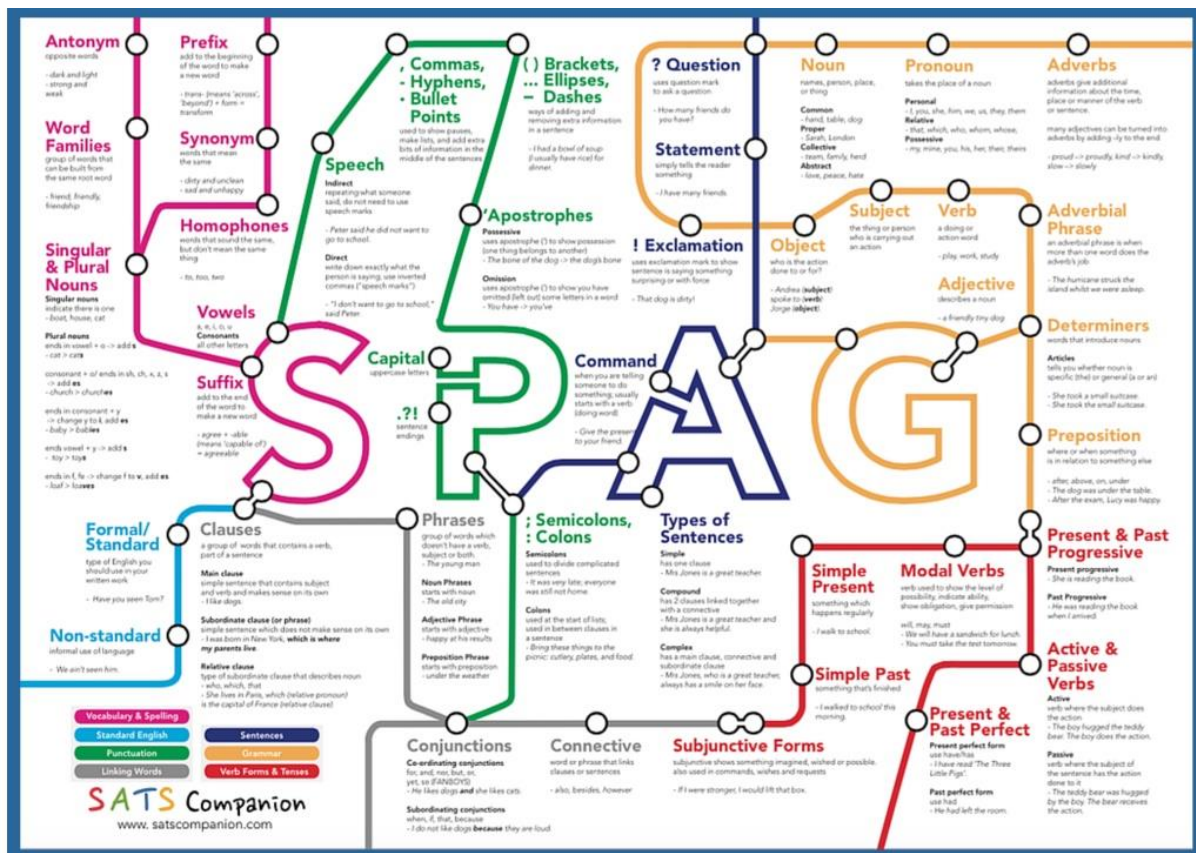 Antonym
opposite words
- dark and light
- strong and
weak
Word
Families
group of words that
can be built from
the same root word
- friend, friendly,
friendship
Singular
& Plural
Nouns
Singular nouns
indicate there is one
- boat, house, cat
Plural nouns
ends in vowel + o -> add s
- cat > cats
consonant + o/ ends in sh, ch, x, z, s
-> add es
- church > churches
ends in consonant + y
-> change y to i, add es
- baby > babies
ends vowel + y -> add s
- toy > toys
ends in f, fe -> change f to v, add es
- loaf > loaves
Prefix
add to the beginning
of the word to make
a new word
- trans- (means 'across',
'beyond') + form =
transform
Synonym
words that mean
the same
- dirty and unclean
- sad and unhappy
Homophones
words that sound the same,
but don't mean the same
thing
- to, too, two
Vowels
a, e, i, o, u
Consonants
all other letters
Suffix
add to the end
of the word to
make a new word
- agree + -able
(means 'capable of')
= agreeable
Speech
Indirect
repeating what someone
said, do not need to use
speech marks
- Peter said he did not want to
go to school.
Direct
write down exactly what the
person is saying; use inverted
commas ("speech marks")
- "I don't want to go to school,"
said Peter.
, Commas,
- Hyphens,
· Bullet
Points
used to show pauses,
make lists, and add extra
bits of information in the
middle of the sentences
( ) Brackets,
... Ellipses,
– Dashes
ways of adding and
removing extra information
in a sentence
- I had a bowl of soup
(I usually have rice) for
dinner.
'Apostrophes
Possessive
uses apostrophe (') to show possession
(one thing belongs to another)
- The bone of the dog -> the dog's bone
Omission
uses apostrophe (') to show you have
omitted (left out) some letters in a word
- You have -> you've
Capital
uppercase letters
.?!
sentence
endings
? Question
uses question mark
to ask a question
- How many friends do
you have?
Statement
simply tells the reader
something
- I have many friends
! Exclamation
uses exclamation mark to show
sentence is saying something
surprising or with force
- That dog is dirty!
Command
when you are telling
someone to do
something; usually
starts with a verb
(doing word)
- Give the present
to your friend
Noun
names, person, place,
or thing
Common
- hand, table, dog
Proper
- Sarah, London
Collective
- team, family, herd
Abstract
- love, peace, hate
Pronoun
takes the place of a noun
Personal
- I, you, she, him, we, us, they, them
Relative
- that, which, who, whom, whose,
Possessive
- my, mine, you, his, her, their, theirs
Adverbs
adverbs give additional
information about the time,
place or manner of the verb
or sentence.
many adjectives can be turned into
adverbs by adding -ly to the end
- proud –> proudly, kind –> kindly,
slow –> slowly
Object
who is the action
done to or for?
- Andrea (subject)
spoke to (verb)
Jorge (object).
Subject
the thing or person
who is carrying out
an action
Verb
a doing or
action word
- play, work, study
Adjective
describes a noun
- a friendly tiny dog
Adverbial
Phrase
an adverbial phrase is when
more than one word does the
adverb's job
- The hurricane struck the
island whilst we were asleep.
Determiners
words that introduce nouns
Articles
tells you whether noun is
specific (the) or general (a or an)
- She took a small suitcase.
- She took the small suitcase.
Preposition
where or when something
is in relation to something else
- after, above, on, under
- The dog was under the table.
- After the exam, Lucy was happy.
SPAG
Formal/
Standard
type of English you
should use in your
written work
- Have you seen Tom?
Non-standard
informal use of language
- We ain't seen him.
Clauses
a group of words that contains a verb,
part of a sentence
Main clause
simple sentence that contains subject
and verb and makes sense on its own
- I like dogs.
Subordinate clause (or phrase)
simple sentence which does not make sense on its own
- I was born in New York, which is where
my parents live.
Relative clause
type of subordinate clause that describes noun
- who, which, that
- She lives in Paris, which (relative pronoun)
is the capital of France (relative clause)
Phrases
group of words which
doesn't have a verb,
subject or both
- The young man
Noun Phrases
starts with noun
- The old city
Adjective Phrase
starts with adjective
- happy at his results
Preposition Phrase
starts with preposition
- under the weather
; Semicolons,
: Colons
Semicolons
used to divide complicated
sentences
- It was very late; everyone
was still not home
Colons
used at the start of lists;
used in between clauses in
a sentence
- Bring these things to the
picnic: cutlery, plates, and food
Types of
Sentences
Simple
has one clause
- Mrs Jones is a great teacher
Compound
has 2 clauses linked together
with a connective
- Mrs Jones is a great teacher and
she is always helpful.
Complex
has a main clause, connective and
subordinate clause
- Mrs Jones, who is a great teacher,
always has a smile on her face.
Simple
Present
something which
happens regularly
- I walk to school.
Simple Past
something that's
finished
- I walked to school this
morning.
Modal Verbs
verb used to show the level of
possibility, indicate ability,
show obligation, give permission
will, may, must
- We will have a sandwich for lunch.
- You must take the test tomorrow.
Present & Past
Progressive
Present progressive
- She is reading the book.
Past Progressive
- He was reading the book
when I arrived.
Active &
Passive
Verbs
Active
verb where the subject does
the action
- The boy hugged the teddy
bear. The boy does the action.
Passive
verb where the subject of
the sentence has the action
done to it
- The teddy bear was hugged
by the boy. The bear receives
the action.
Present &
Past Perfect
Present perfect form
use have/has
- I have read 'The Three
Little Pigs'.
Past perfect form
use had
- He had left the room.
Conjunctions
Co-ordinating conjunctions
for, and, nor, but, or,
yet, so (FANBOYS)
- He likes dogs and she likes cats.
Subordinating conjunctions
when, if, that, because
- I do not like dogs because they are loud.
Connective
word or phrase that links
clauses or sentences
- also, besides, however
Subjunctive Forms
subjunctive shows something imagined, wished or possible.
also used in commands, wishes and requests
- If I were stronger, I would lift that box.
Vocabulary & Spelling
Standard English
Punctuation
Linking Words
Sentences
Grammar
Verb Forms & Tenses
SATS Companion
www. satscompanion.com